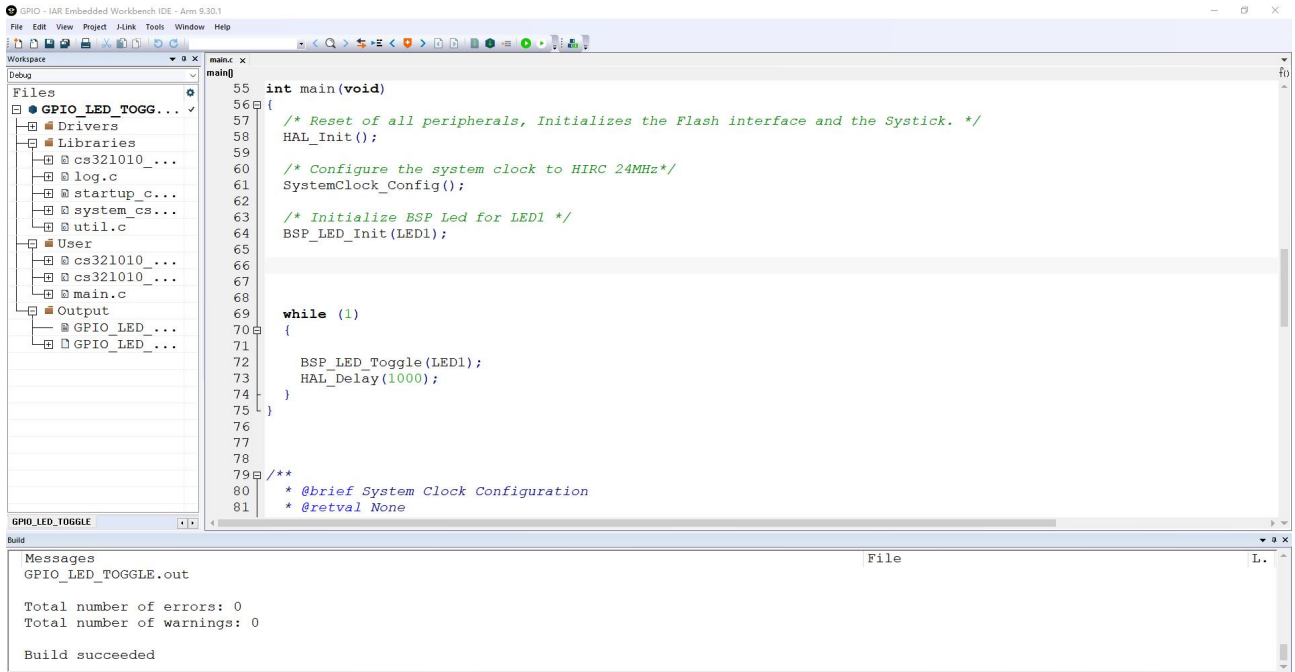 GPIO - IAR Embedded Workbench IDE - Arm 9.30.1
File Edit View Project J-Link Tools Window Help
Workspace
main.c
Debug
main()
f()
Files
GPIO_LED_TOGG...
Drivers
Libraries
cs32l010_...
log.c
startup_c...
system_cs...
util.c
User
cs32l010_...
cs32l010_...
main.c
Output
GPIO_LED_...
GPIO_LED_...
GPIO_LED_TOGGLE
55 int main(void)
56 {
57 /* Reset of all peripherals, Initializes the Flash interface and the Systick. */
58 HAL_Init();
59
60 /* Configure the system clock to HIRC 24MHz*/
61 SystemClock_Config();
62
63 /* Initialize BSP Led for LED1 */
64 BSP_LED_Init(LED1);
65
66
67
68
69 while (1)
70 {
71
72 BSP_LED_Toggle(LED1);
73 HAL_Delay(1000);
74 }
75 }
76
77
78
79 /**
80 * @brief System Clock Configuration
81 * @retval None
Build
Messages File L.
GPIO_LED_TOGGLE.out
Total number of errors: 0
Total number of warnings: 0
Build succeeded